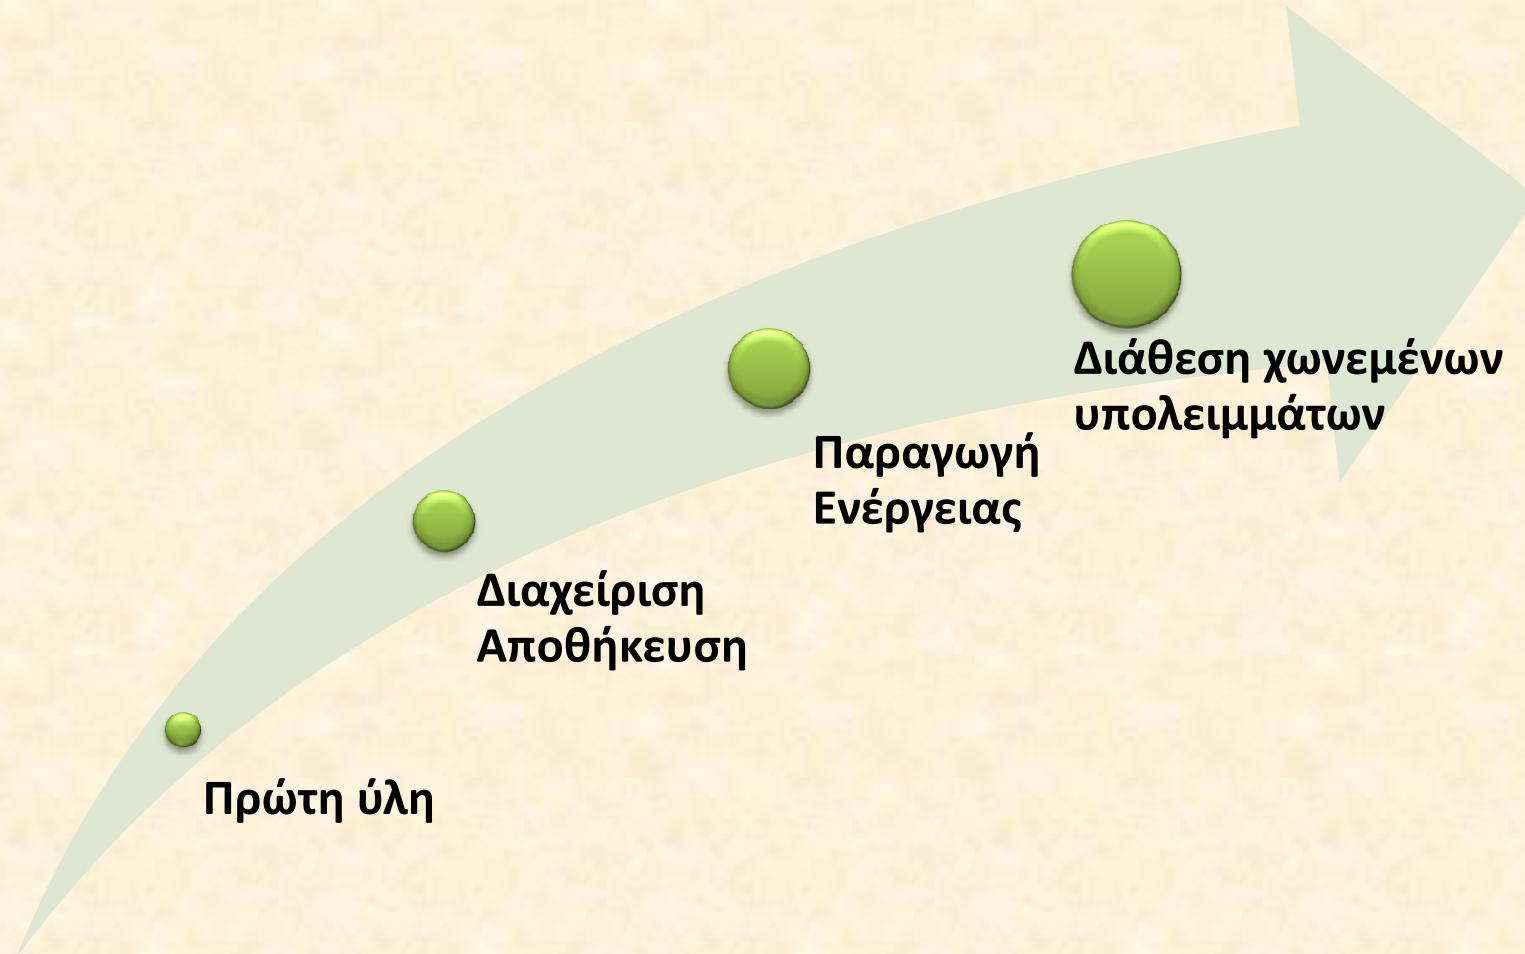 Διάθεση χωνεμένων
υπολειμμάτων
Παραγωγή
Ενέργειας
Διαχείριση
Αποθήκευση
Πρώτη ύλη